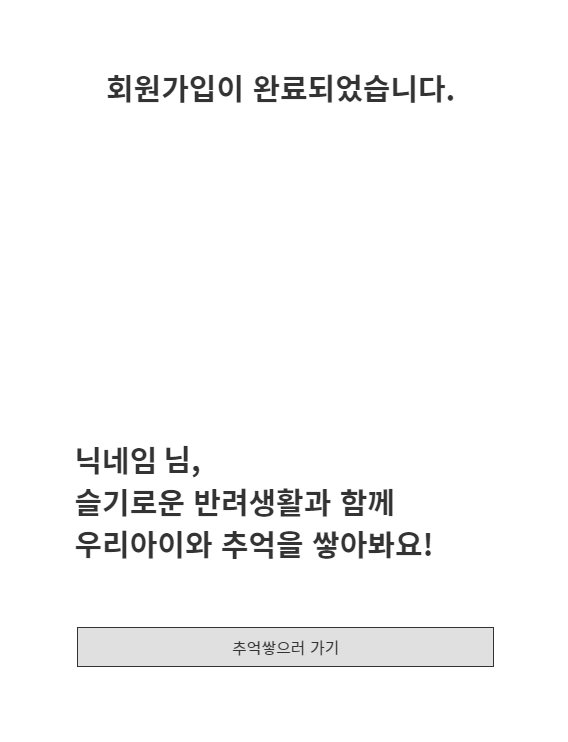 회원가입이 완료되었습니다.
닉네임 님,
슬기로운 반려생활과 함께
우리아이와 추억을 쌓아봐요!
추억쌓으러 가기